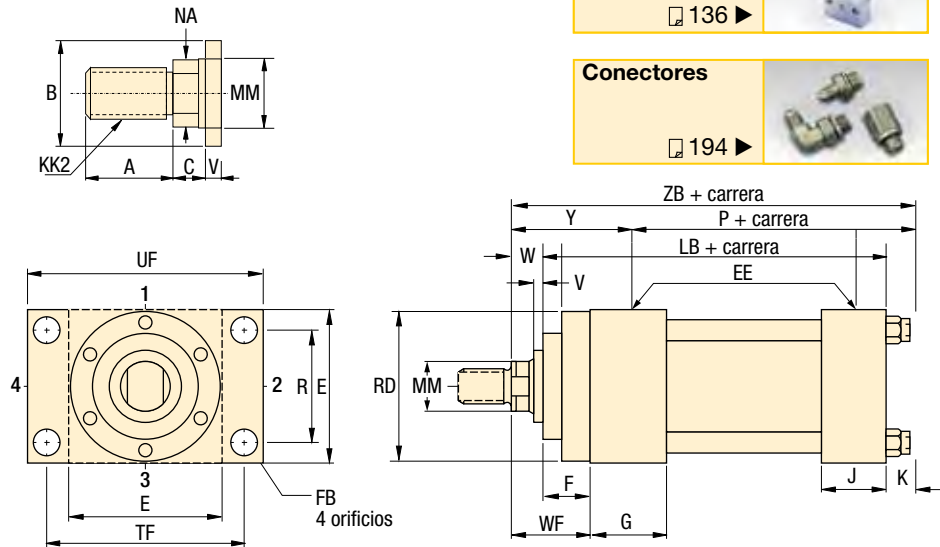 136 ▶
Conectores
194 ▶
NA
B
MM
KK2
A
C
V
UF
1
4
2
R
E
3
E
TF
FB
4 orificios
ZB + carrera
Y
P + carrera
W
LB + carrera
V
EE
RD
MM
F
J
K
WF
G